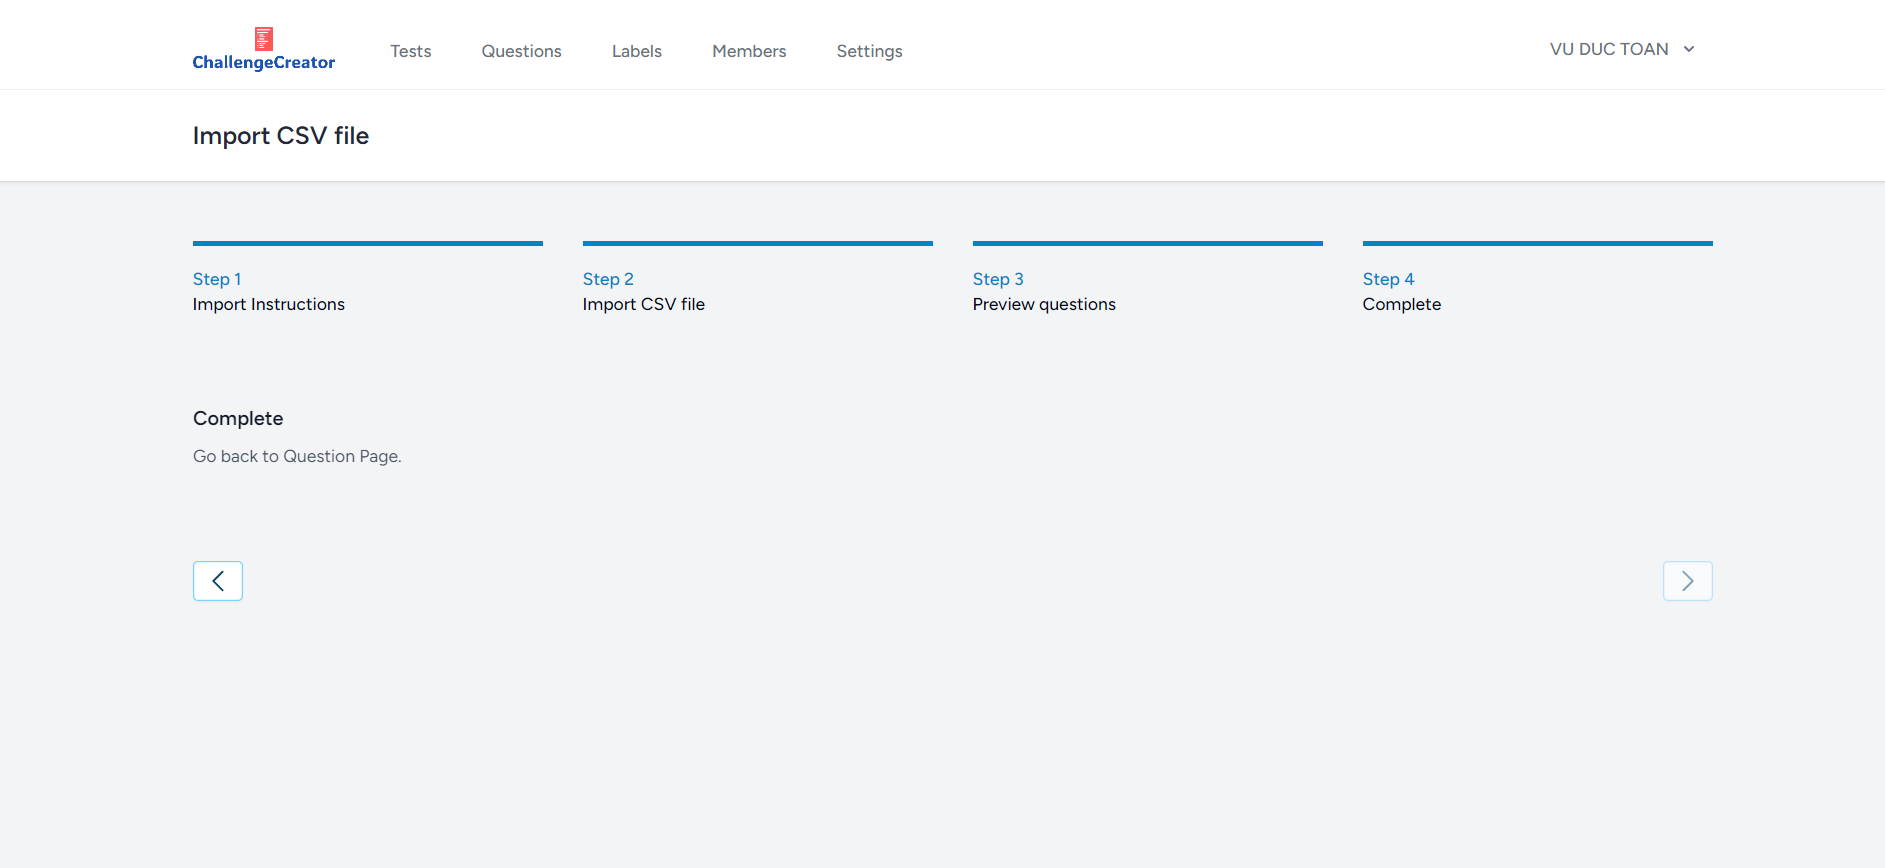 ChallengeCreator
Tests
Questions
Labels
Members
Settings
VU DUC TOAN
Import CSV file
Step 1
Import Instructions
Step 2
Import CSV file
Step 3
Preview questions
Step 4
Complete
Complete
Go back to Question Page.